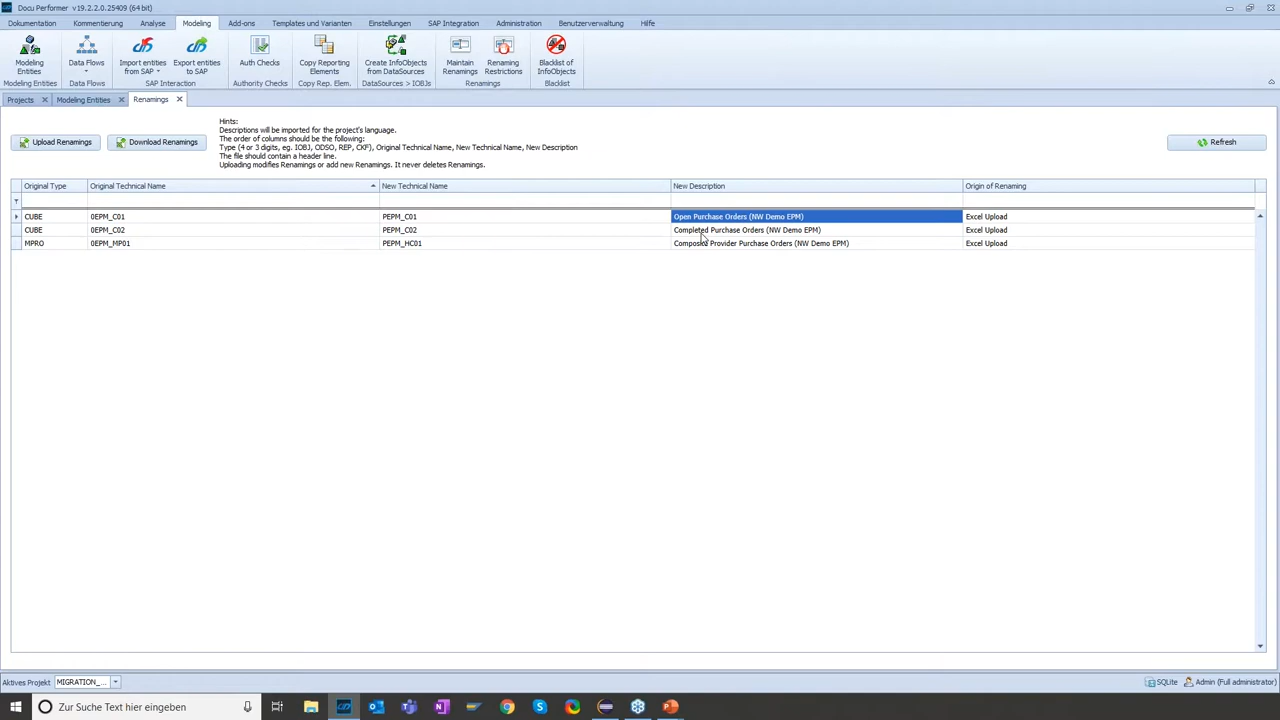 Docu Performer v19.2.2.0.25409 (64 bit)
Dokumentation Kommentierung Analyse Modeling Add-ons Templates und Varianten Einstellungen SAP Integration Administration Benutzerverwaltung Hilfe
Modeling Entities
Data Flows
Import entities from SAP
Export entities to SAP
Auth Checks
Copy Reporting Elements
Create InfoObjects from DataSources
Maintain Renamings
Renaming Restrictions
Blacklist of InfoObjects
Modeling Entities Data Flows SAP Interaction Authority Checks Copy Rep. Elem. DataSources > IOBJs Renamings Blacklist
Projects Modeling Entities Renamings
Hints:
Descriptions will be imported for the project's language.
The order of columns should be the following:
Type (4 or 3 digits, eg. IOBJ, ODSO, REP, CKF), Original Technical Name, New Technical Name, New Description
The file should contain a header line.
Uploading modifies Renamings or add new Renamings. It never deletes Renamings.
Upload Renamings Download Renamings Refresh
Original Type Original Technical Name New Technical Name New Description Origin of Renaming
CUBE 0EPM_C01 PEPM_C01 Open Purchase Orders (NW Demo EPM) Excel Upload
CUBE 0EPM_C02 PEPM_C02 Completed Purchase Orders (NW Demo EPM) Excel Upload
MPRO 0EPM_MP01 PEPM_HC01 Composite Provider Purchase Orders (NW Demo EPM) Excel Upload
Aktives Projekt MIGRATION_... SQLite Admin (Full administrator)
Zur Suche Text hier eingeben